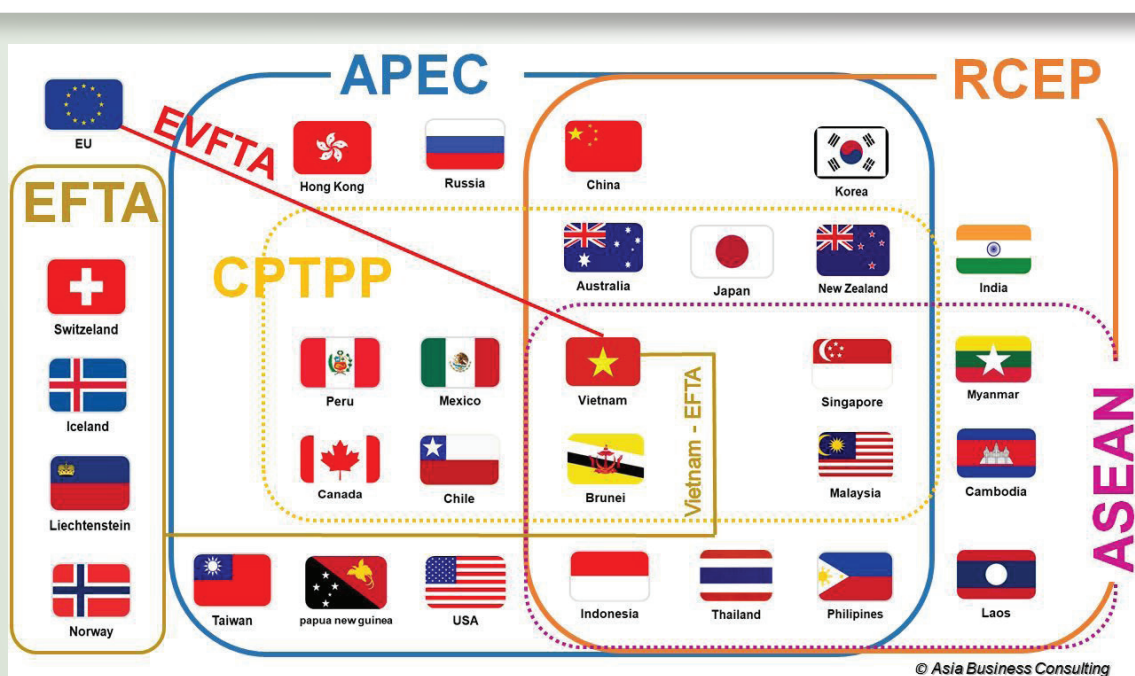 APEC
RCEP
EU
EVFTA
Hong Kong
Russia
China
Korea
EFTA
CPTPP
Australia
Japan
New Zealand
India
Switzeland
Peru
Mexico
Vietnam
Singapore
Myanmar
Iceland
Vietnam - EFTA
ASEAN
Canada
Chile
Brunei
Malaysia
Cambodia
Liechtenstein
Norway
Taiwan
papua new guinea
USA
Indonesia
Thailand
Philipines
Laos
© Asia Business Consulting